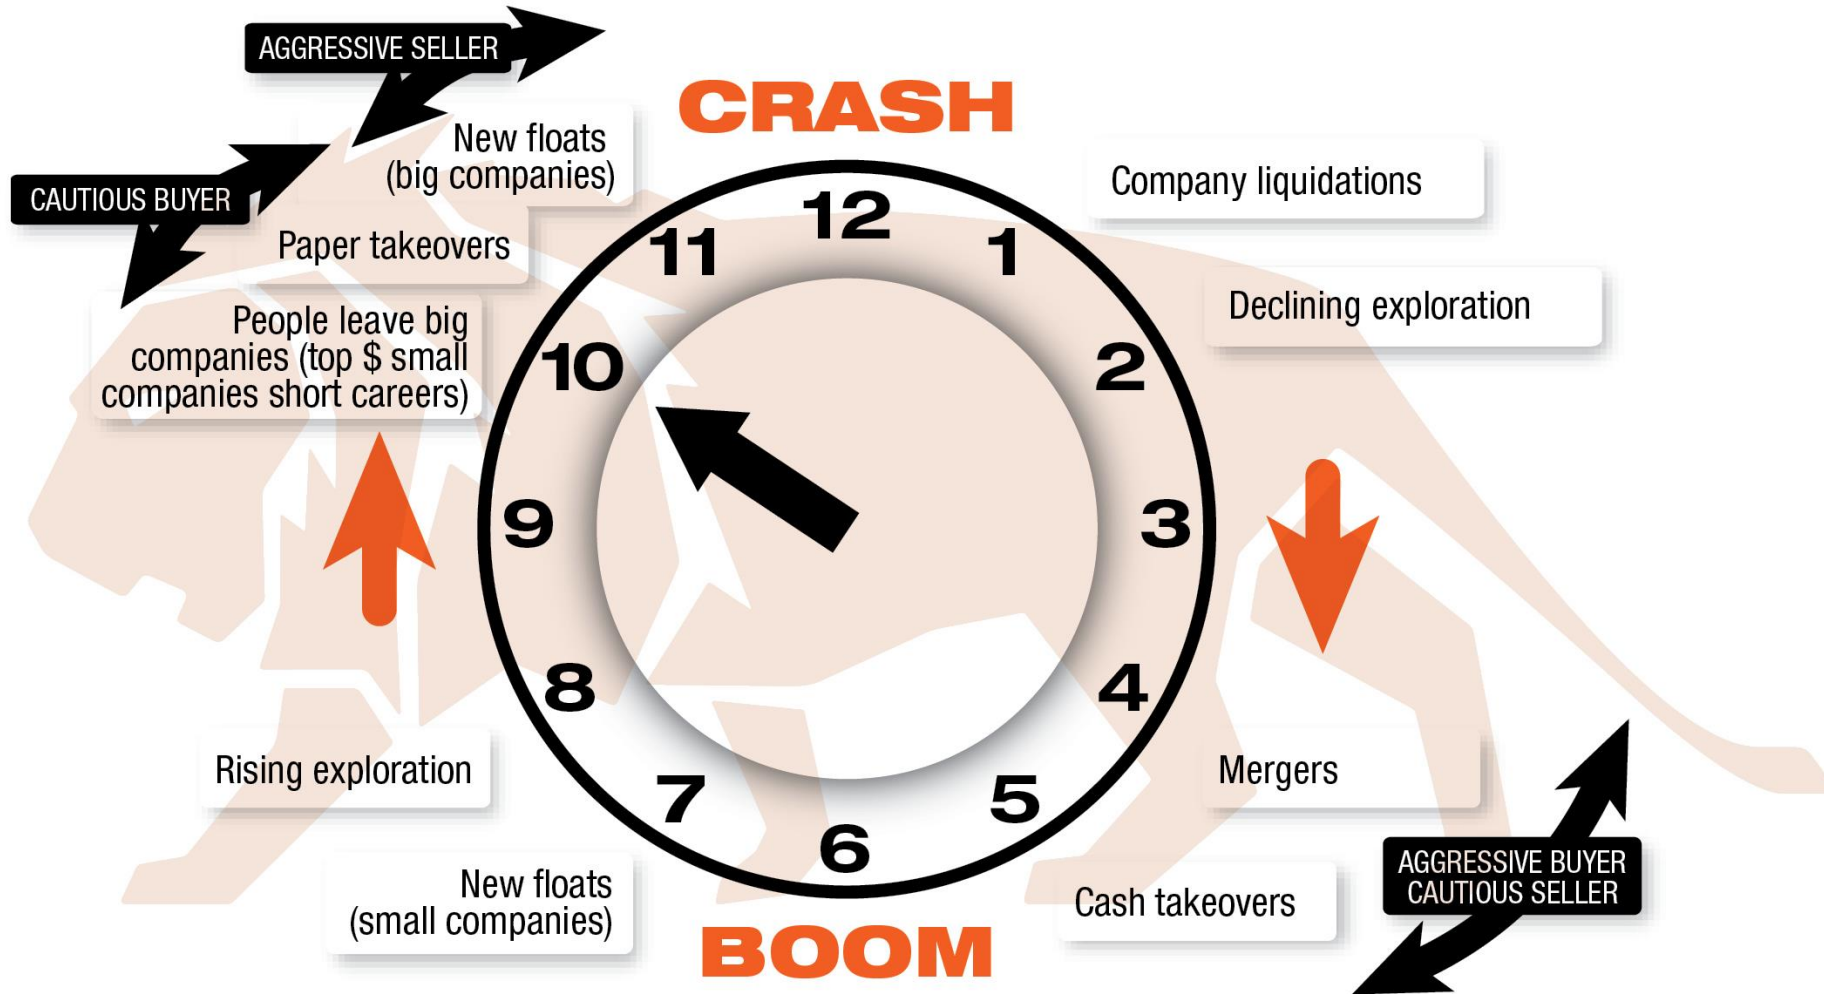 AGGRESSIVE SELLER
CRASH
New floats
(big companies)
CAUTIOUS BUYER
Paper takeovers
People leave big
companies (top $ small
companies short careers)
Company liquidations
Declining exploration
12
1
2
3
4
5
6
7
8
9
10
11
Rising exploration
New floats
(small companies)
BOOM
Mergers
Cash takeovers
AGGRESSIVE BUYER
CAUTIOUS SELLER